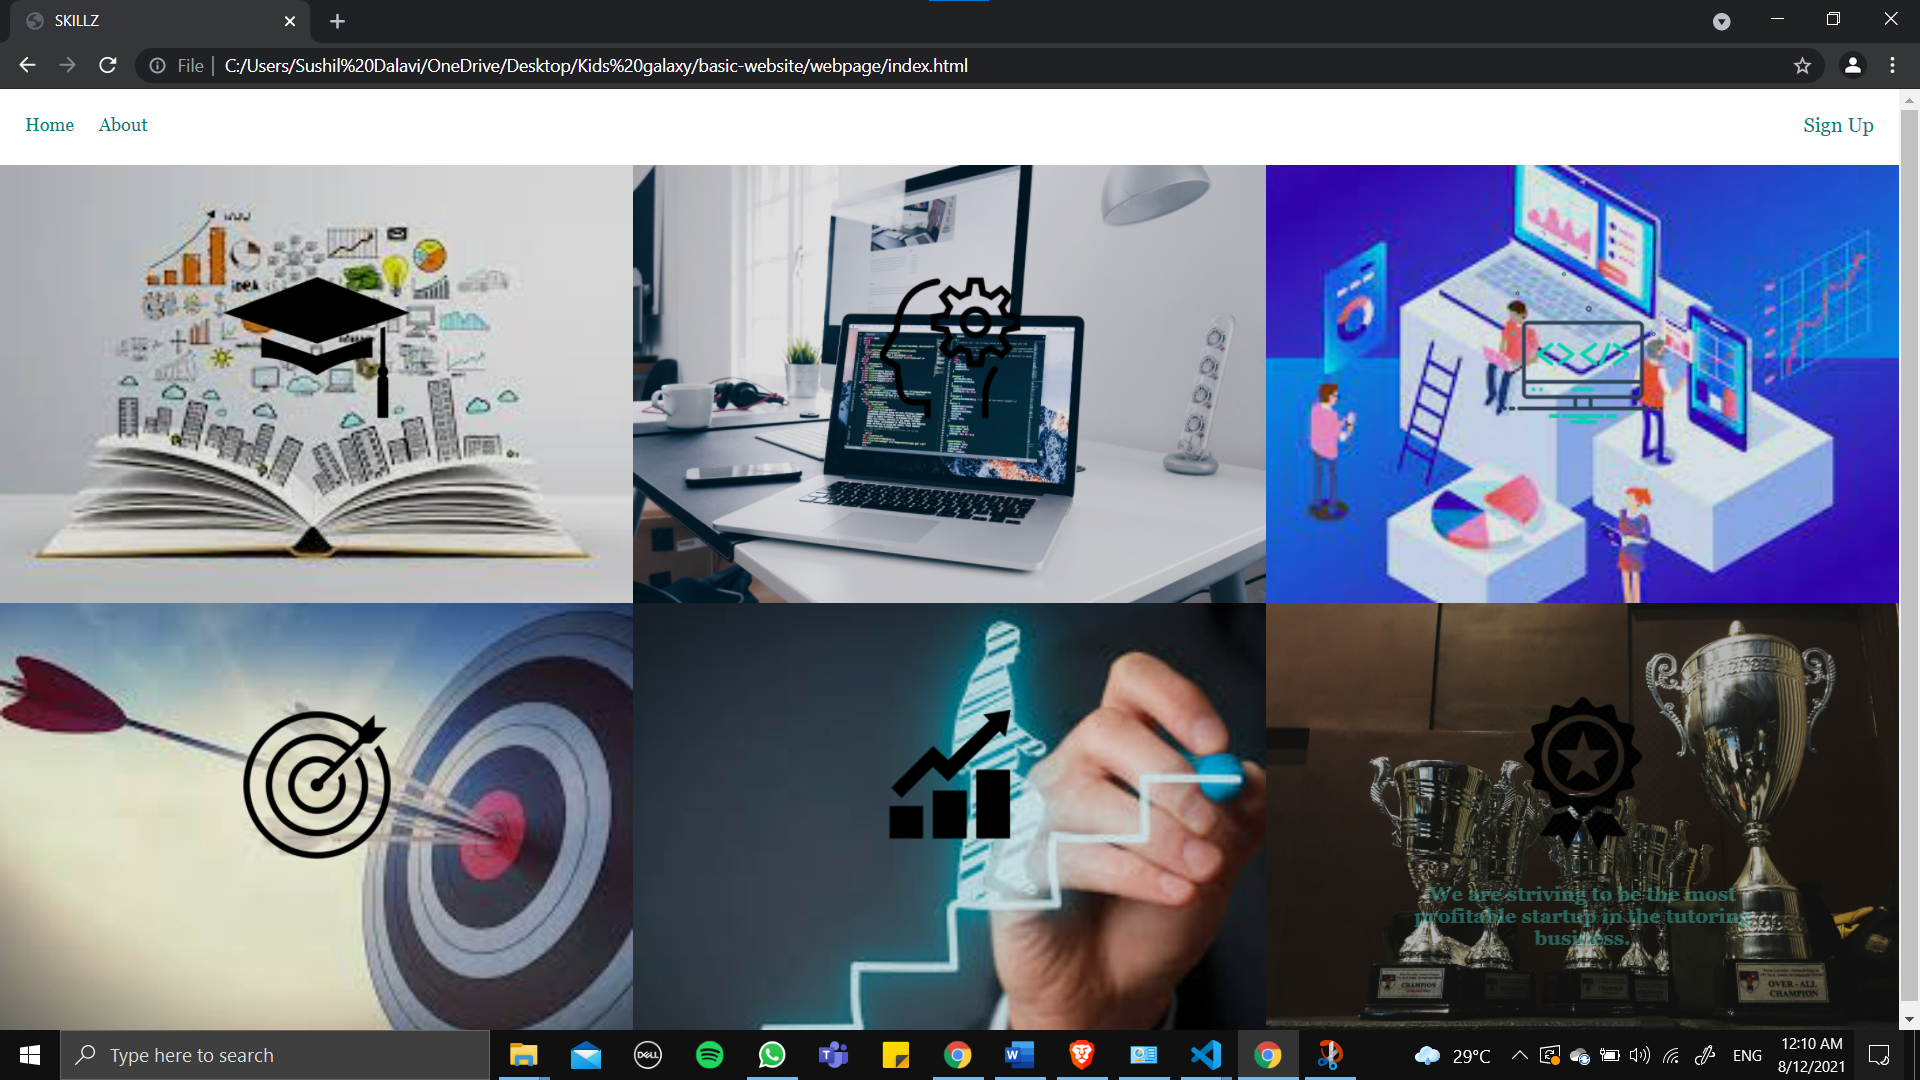 SKILLZ
File
C:/Users/Sushil%20Dalavi/OneDrive/Desktop/Kids%20galaxy/basic-website/webpage/index.html
Home About Sign Up
IDEA
<></>
We are striving to be the most
profitable startup in the tutoring
business.
CHAMPION
OVER - ALL
CHAMPION
Type here to search
DELL
29°C
ENG
12:10 AM
8/12/2021